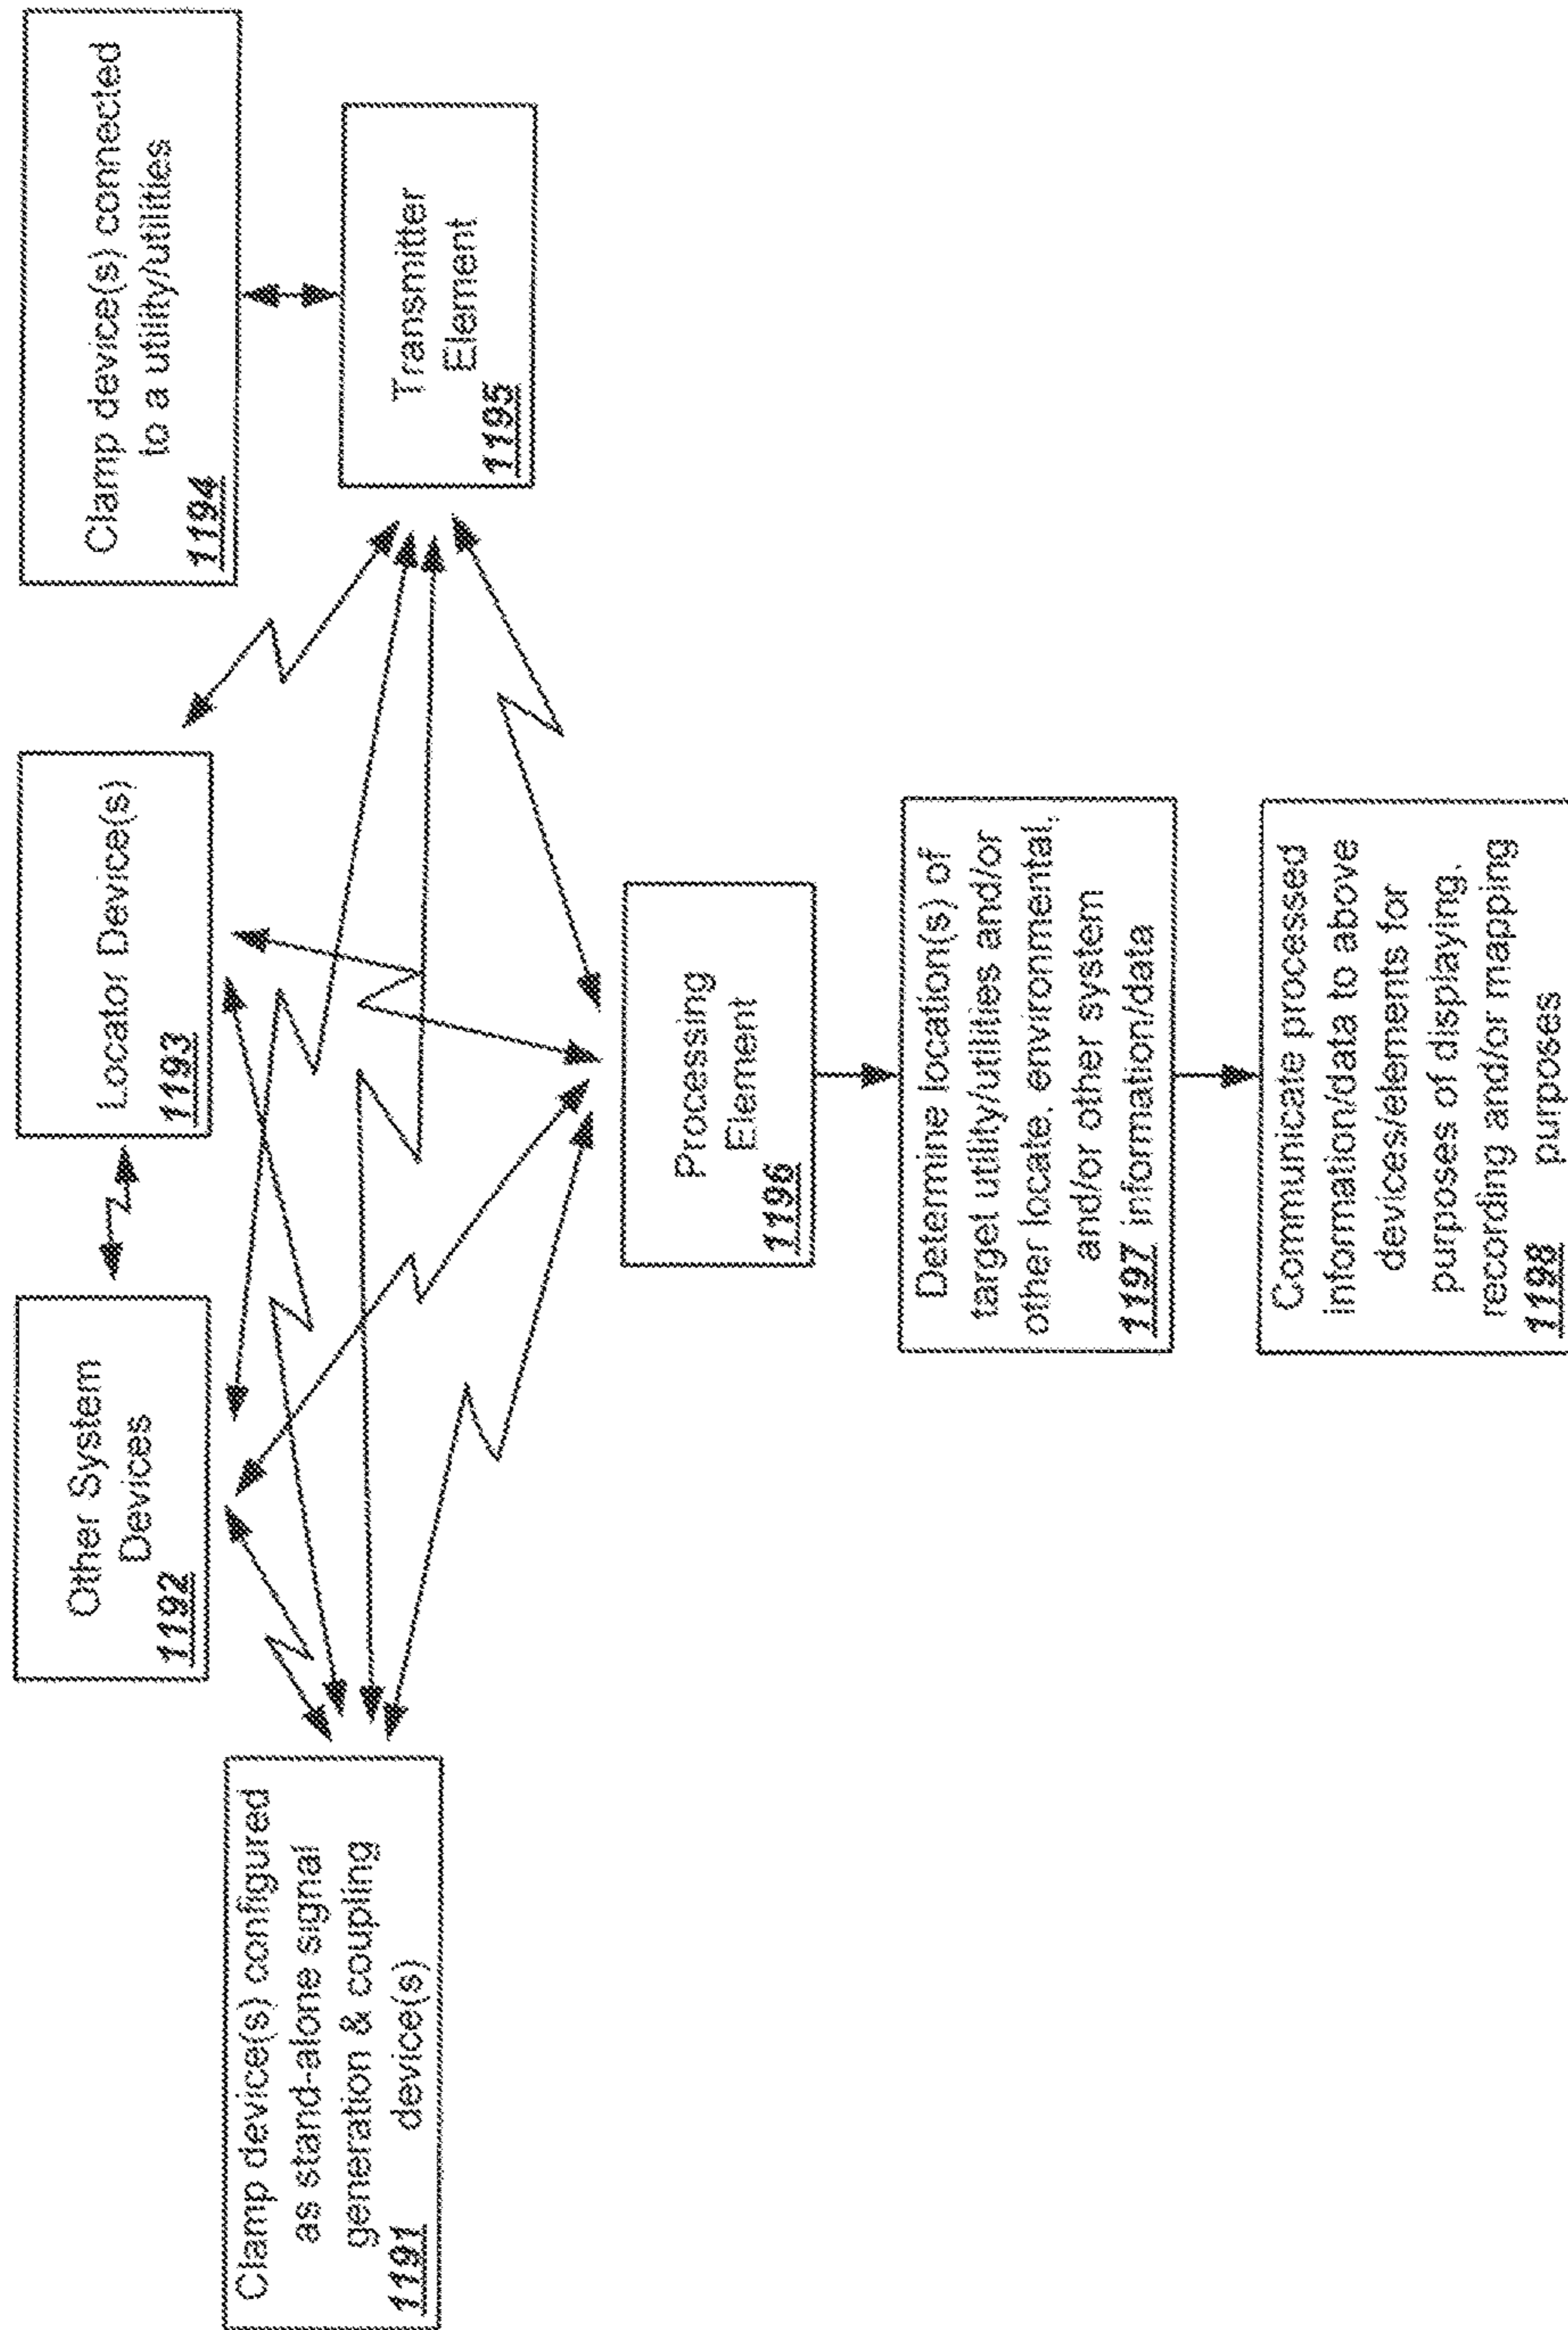 Clamp device(s) configured
as stand-alone signal
generation & coupling
1191 device(s)
Other System
Devices
1192
Locator Device(s)
1193
Clamp device(s) connected
to a utility/utilities
1194
Transmitter
Element
1195
Processing
Element
1196
Determine location(s) of
target utility/utilities and/or
other locate, environmental,
and/or other system
1197 information/data
Communicate processed
information/data to above
devices/elements for
purposes of displaying,
recording and/or mapping
1198 purposes